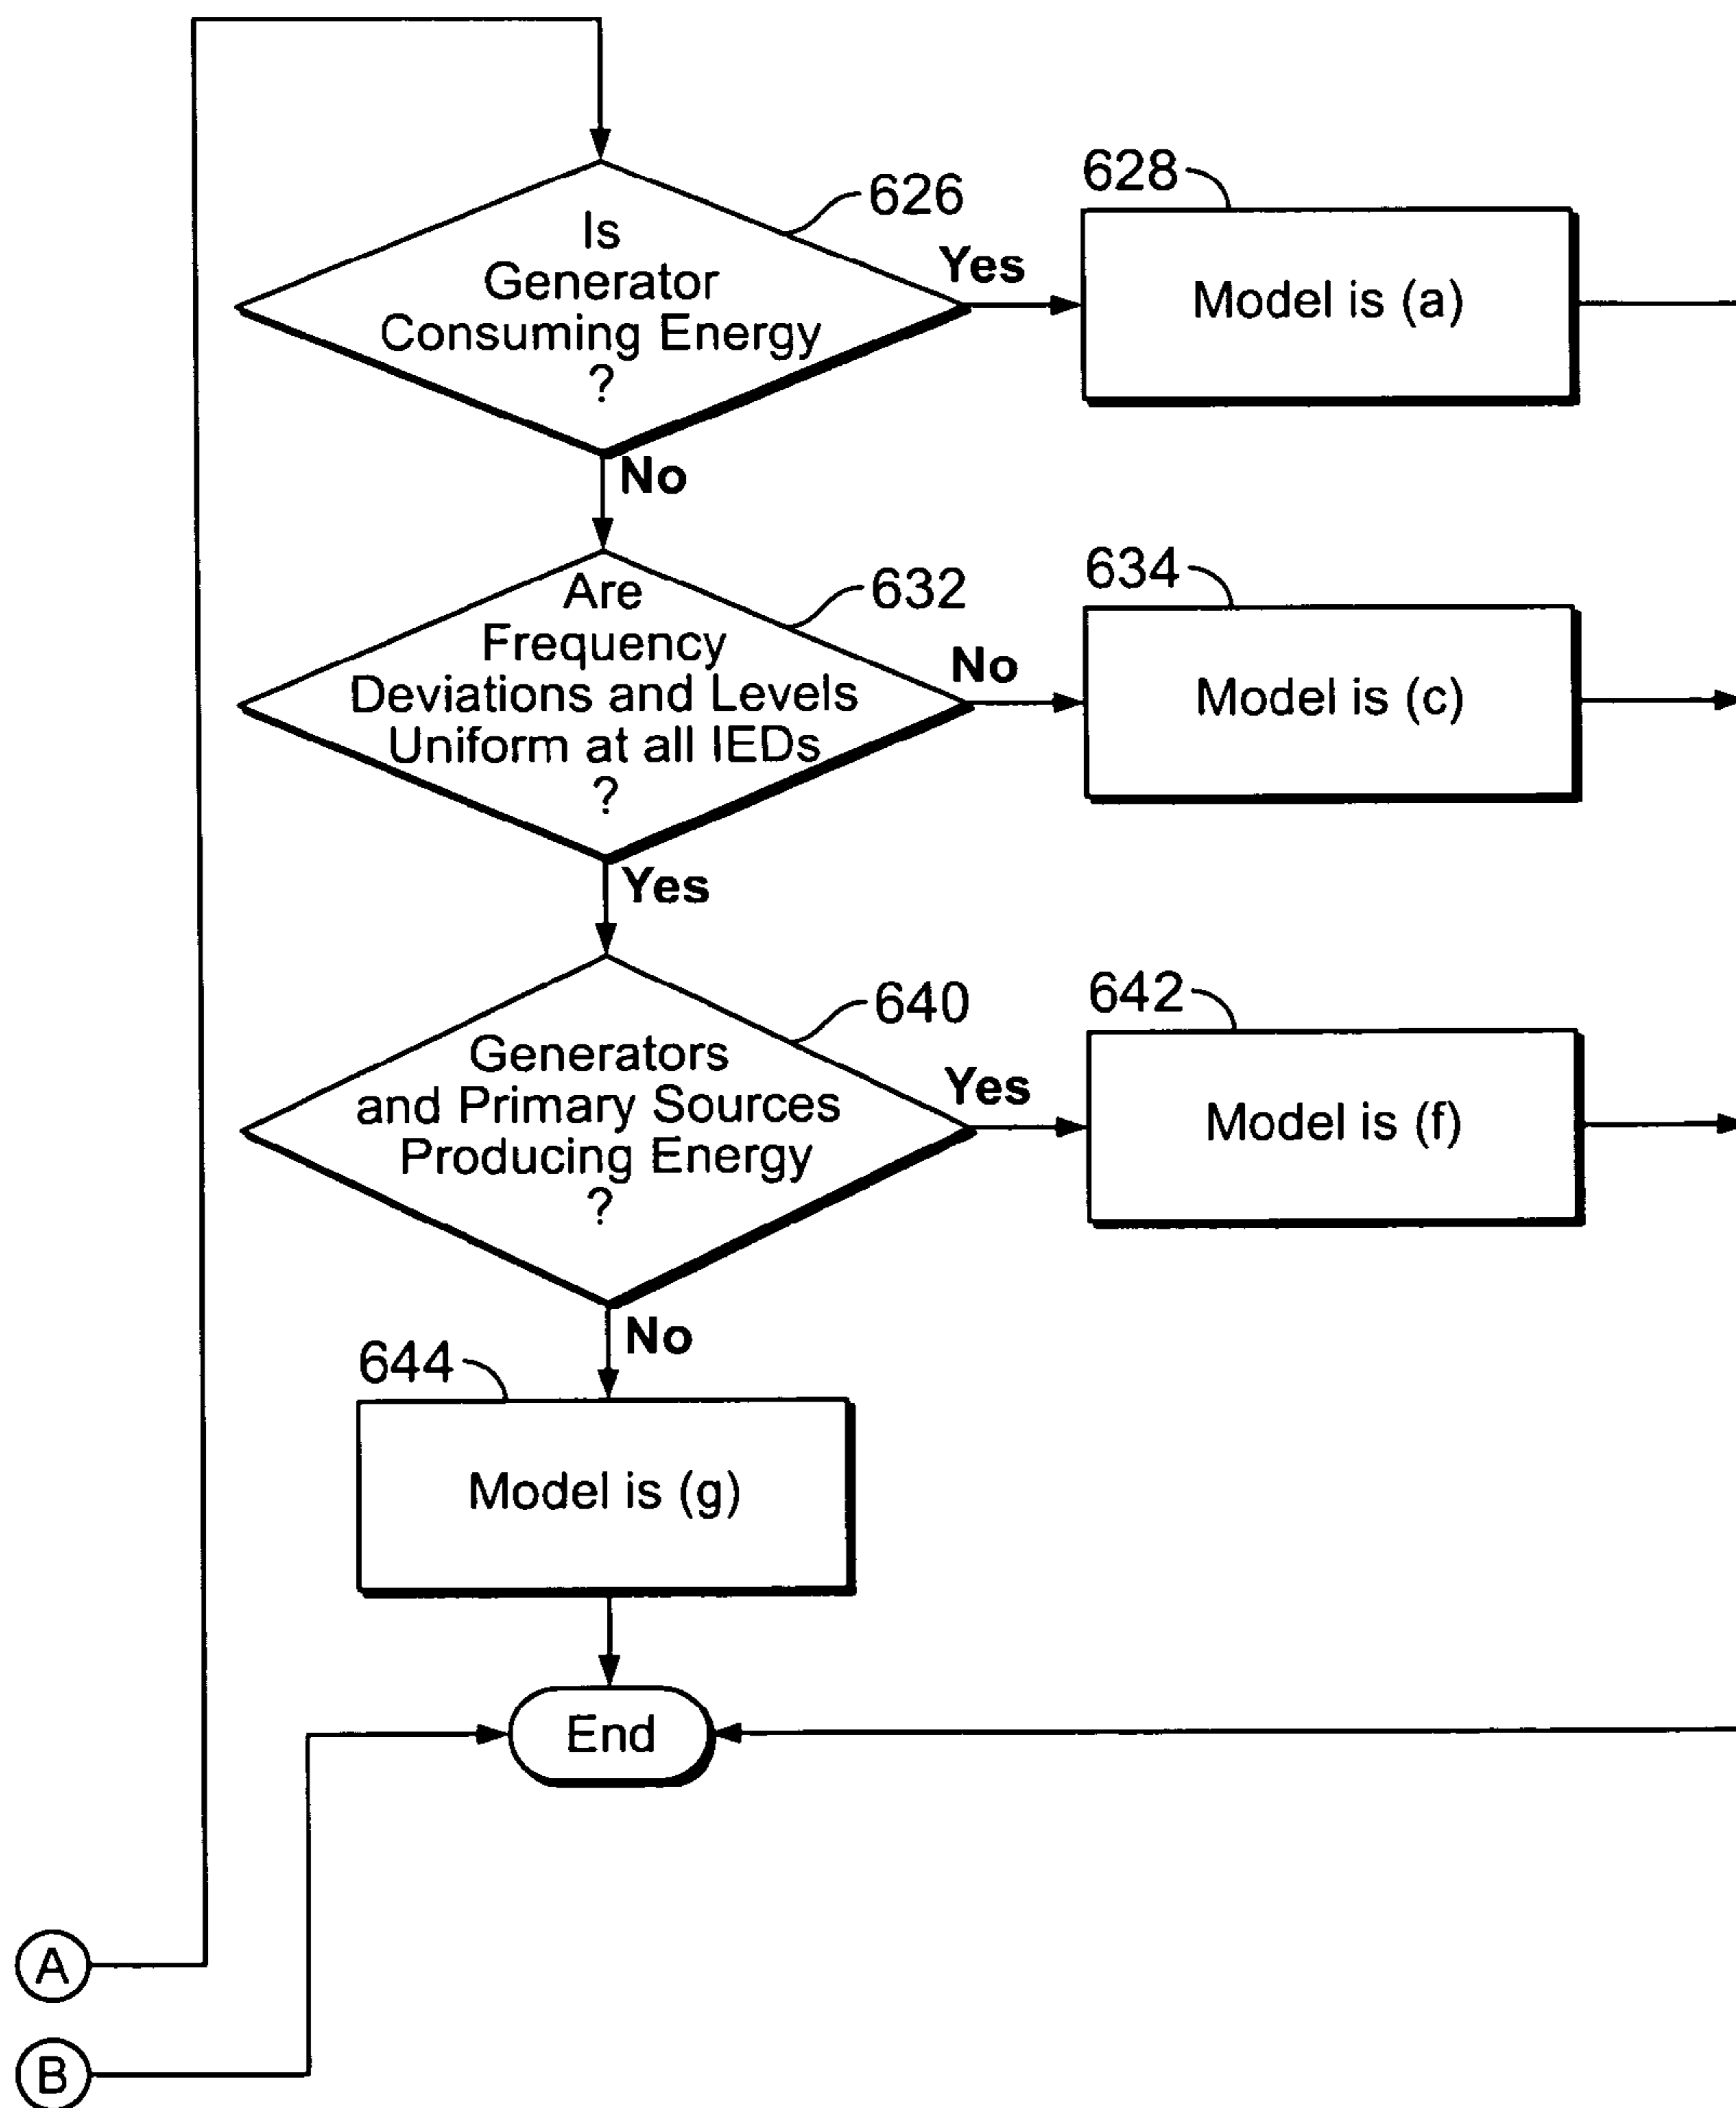 626
Is
Generator
Consuming Energy
?
Yes
628
Model is (a)
No
632
Are
Frequency
Deviations and Levels
Uniform at all IEDs
?
No
634
Model is (c)
Yes
640
Generators
and Primary Sources
Producing Energy
?
Yes
642
Model is (f)
No
644
Model is (g)
End
A
B